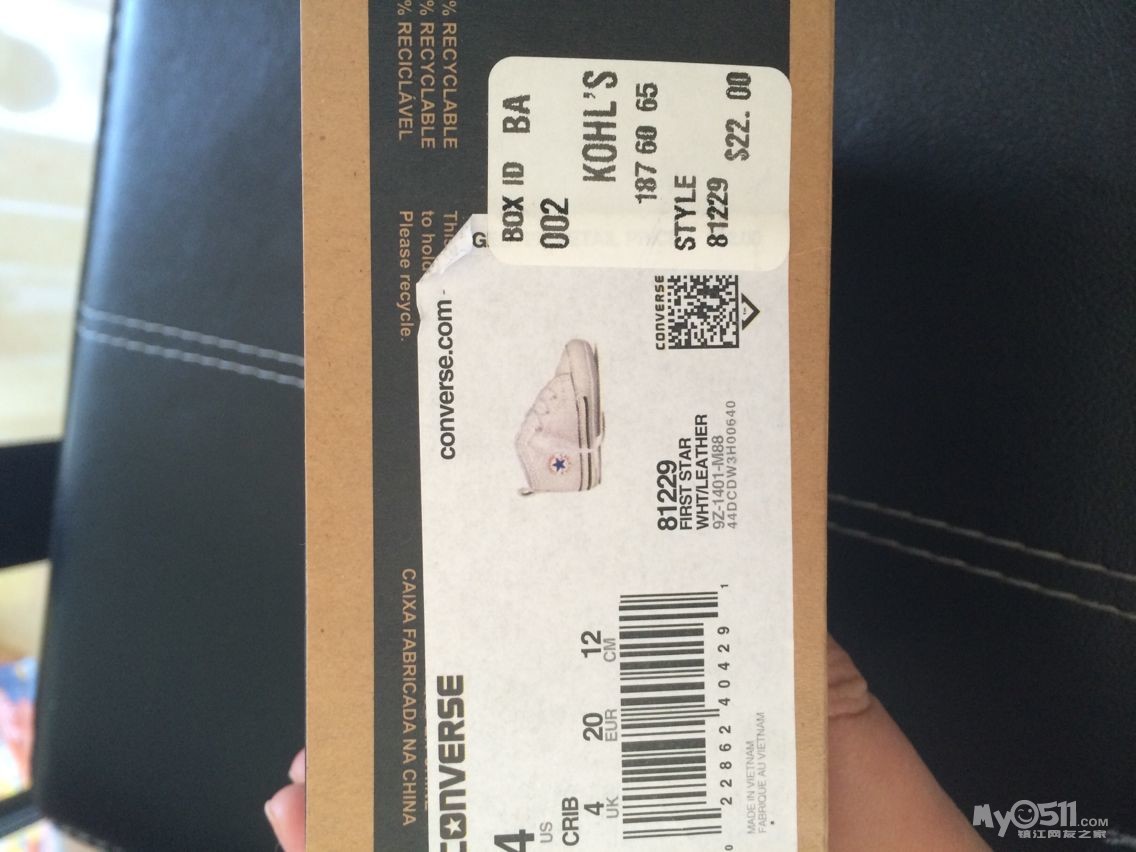 % RECYCLABLE
% RECYCLABLE
% RECICLÁVEL
to hold
Please recycle.
CAIXA FABRICADA NA CHINA
BOX ID BA
002
KOHL'S
187 60 65
STYLE
81229 $22.00
converse.com
CONVERSE
81229
FIRST STAR
WHT/LEATHER
9Z-1401-M88
44DCDW3H00640
CONVERSE
4 US
CRIB
4 UK
20 EUR
12 CM
0 22862 40429 1
MADE IN VIETNAM
FABRIQUE AU VIETNAM
My0511.COM
镇江网友之家